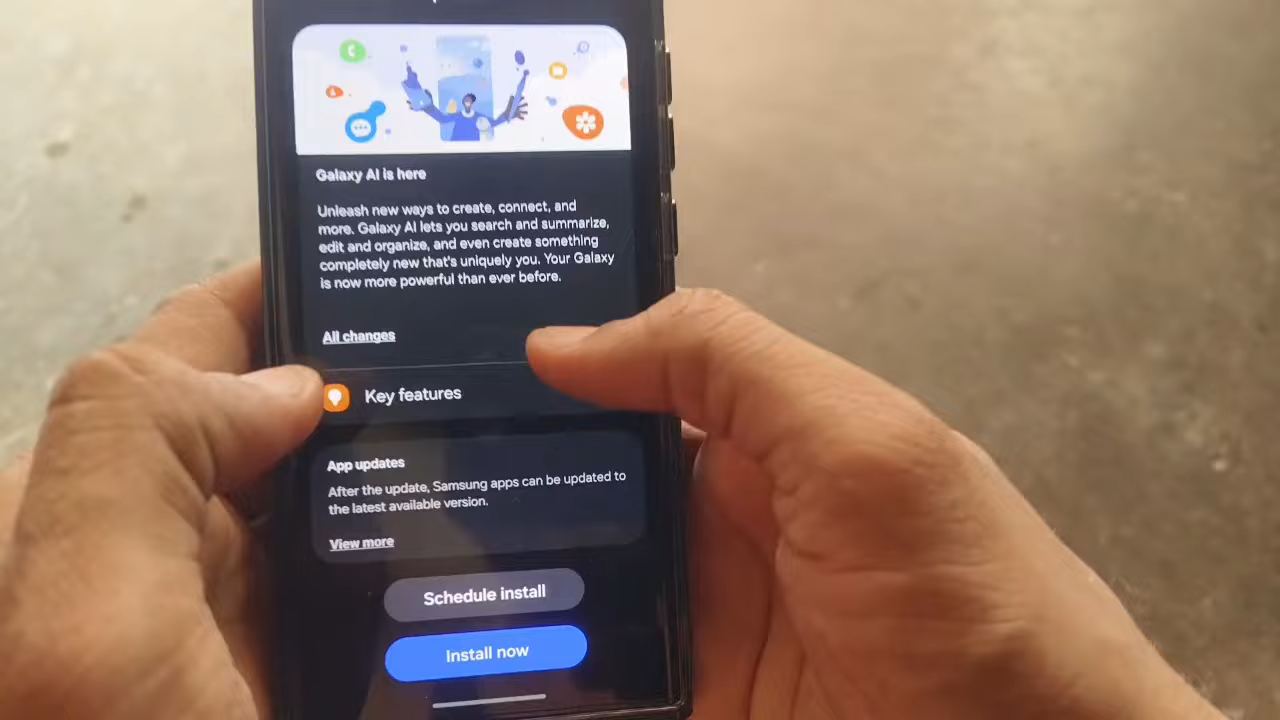 Galaxy AI is here
Unleash new ways to create, connect, and
more. Galaxy AI lets you search and summarize,
edit and organize, and even create something
completely new that's uniquely you. Your Galaxy
is now more powerful than ever before.
All changes
Key features
App updates
After the update, Samsung apps can be updated to
the latest available version.
View more
Schedule install
Install now